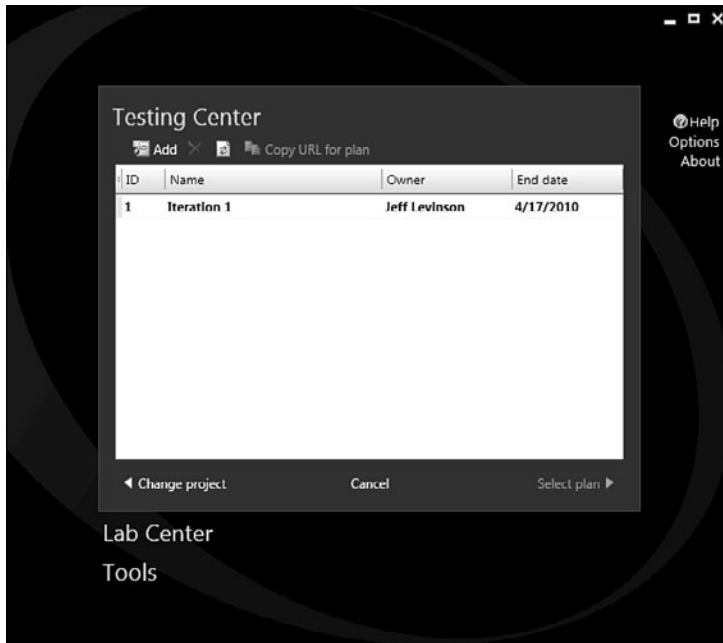 Testing Center
Help
Add Copy URL for plan
Options
About
ID Name Owner End date
1 Iteration 1 Jeff Levinson 4/17/2010
Change project Cancel Select plan
Lab Center
Tools